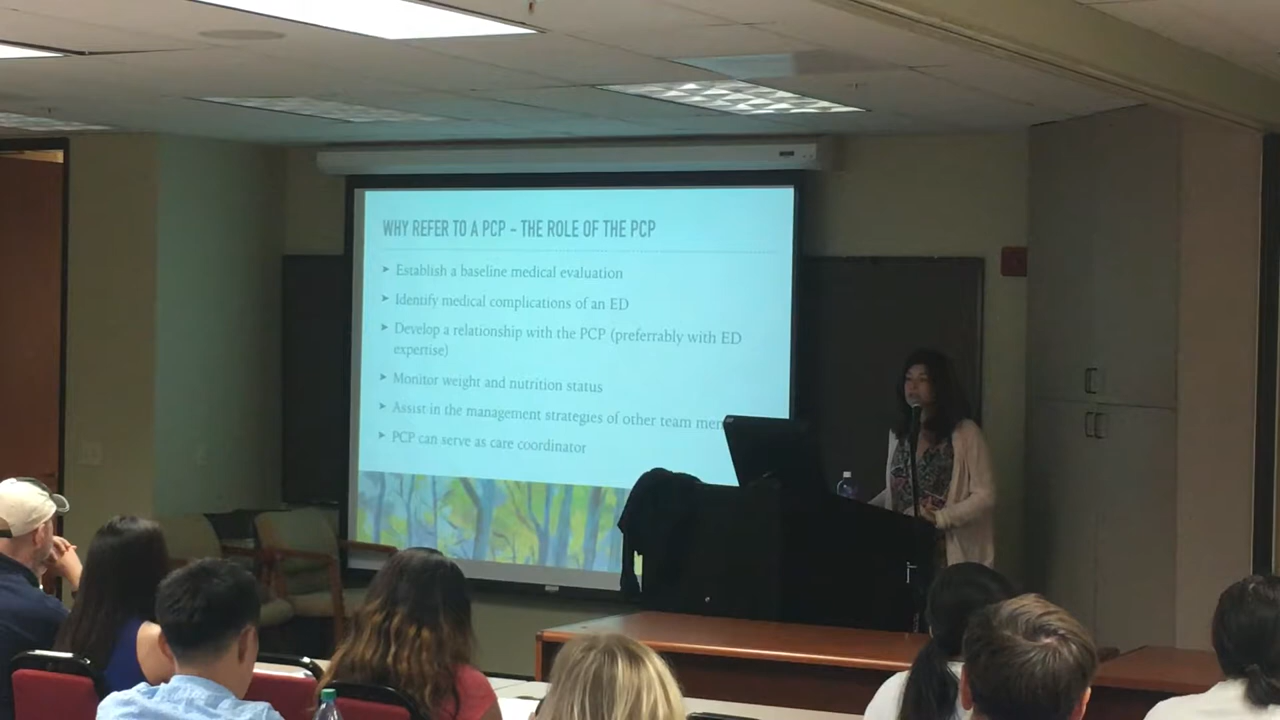 WHY REFER TO A PCP – THE ROLE OF THE PCP
➤ Establish a baseline medical evaluation
➤ Identify medical complications of an ED
➤ Develop a relationship with the PCP (preferrably with ED
expertise)
➤ Monitor weight and nutrition status
➤ Assist in the management strategies of other team mem
➤ PCP can serve as care coordinator